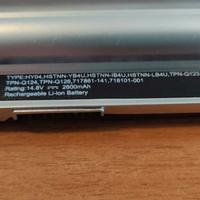 TYPE:HY04,HSTNN-YB4U,HSTNN-IB4U,HSTNN-LB4U,TPN-Q123
TPN-Q124,TPN-Q126,717861-141,718101-001
Rating:14.8V ⎓ 2600mAh
Rechargeable Li-ion Battery